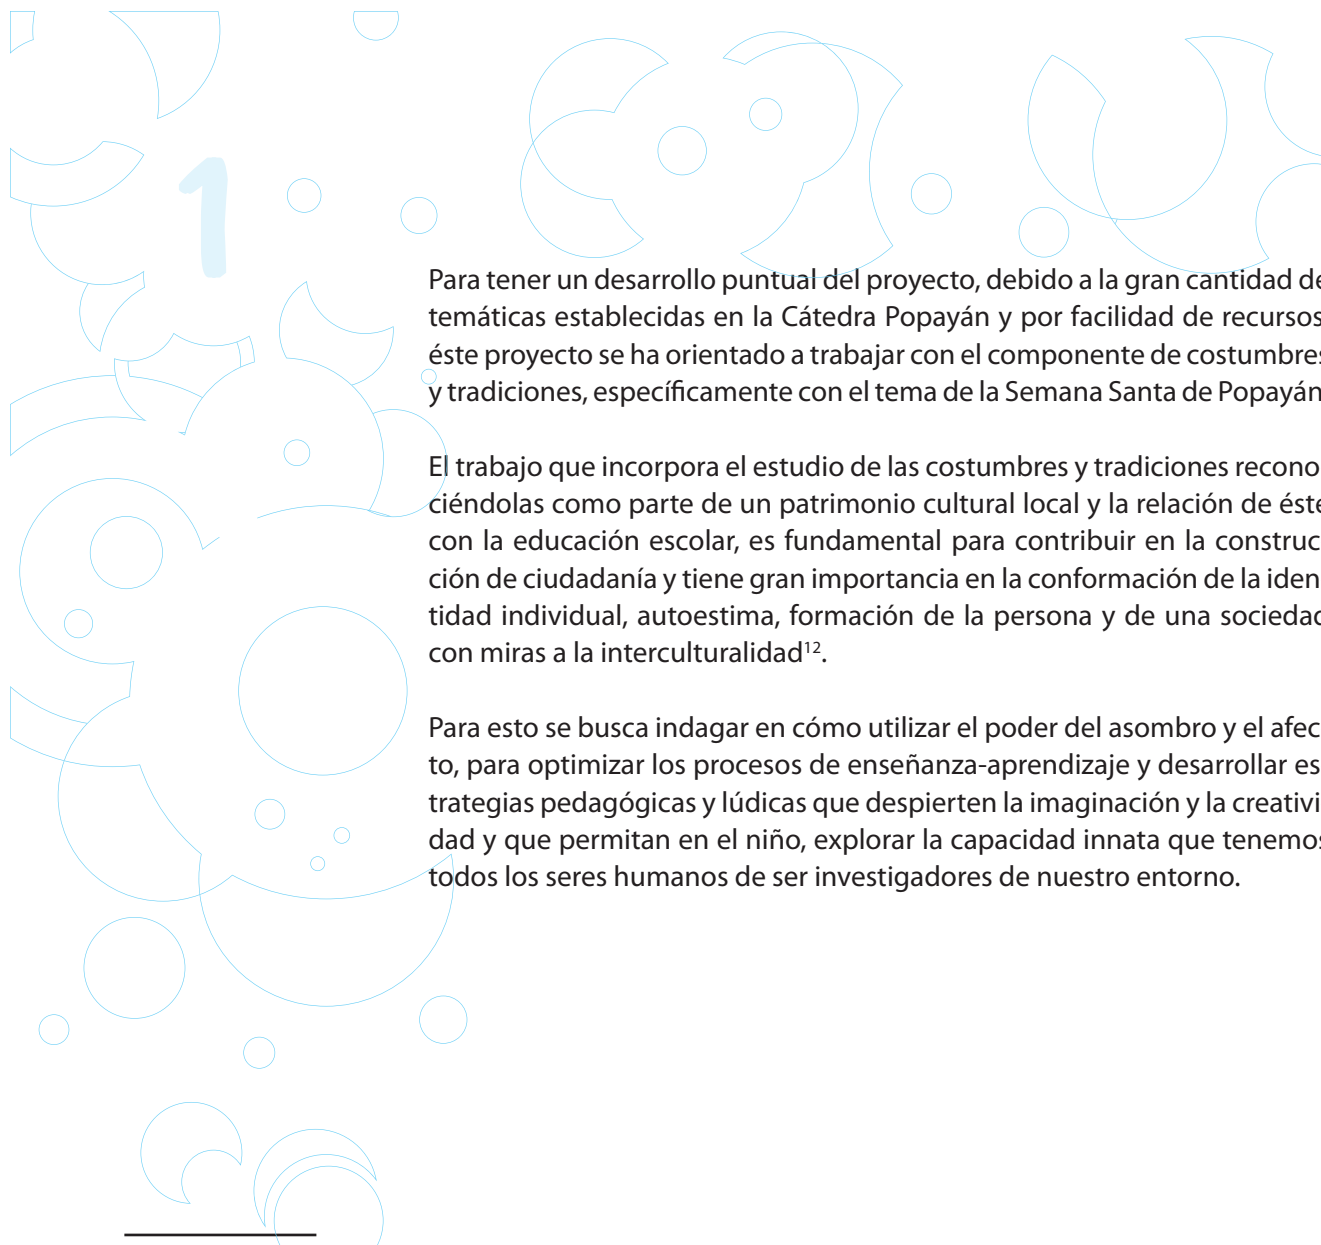 1
Para tener un desarrollo puntual del proyecto, debido a la gran cantidad de
temáticas establecidas en la Cátedra Popayán y por facilidad de recursos
éste proyecto se ha orientado a trabajar con el componente de costumbres
y tradiciones, específicamente con el tema de la Semana Santa de Popayán
El trabajo que incorpora el estudio de las costumbres y tradiciones recono-
ciéndolas como parte de un patrimonio cultural local y la relación de éste
con la educación escolar, es fundamental para contribuir en la construc-
ción de ciudadanía y tiene gran importancia en la conformación de la iden-
tidad individual, autoestima, formación de la persona y de una sociedad
con miras a la interculturalidad¹².
Para esto se busca indagar en cómo utilizar el poder del asombro y el afec-
to, para optimizar los procesos de enseñanza-aprendizaje y desarrollar es-
trategias pedagógicas y lúdicas que despierten la imaginación y la creativi-
dad y que permitan en el niño, explorar la capacidad innata que tenemos
todos los seres humanos de ser investigadores de nuestro entorno.